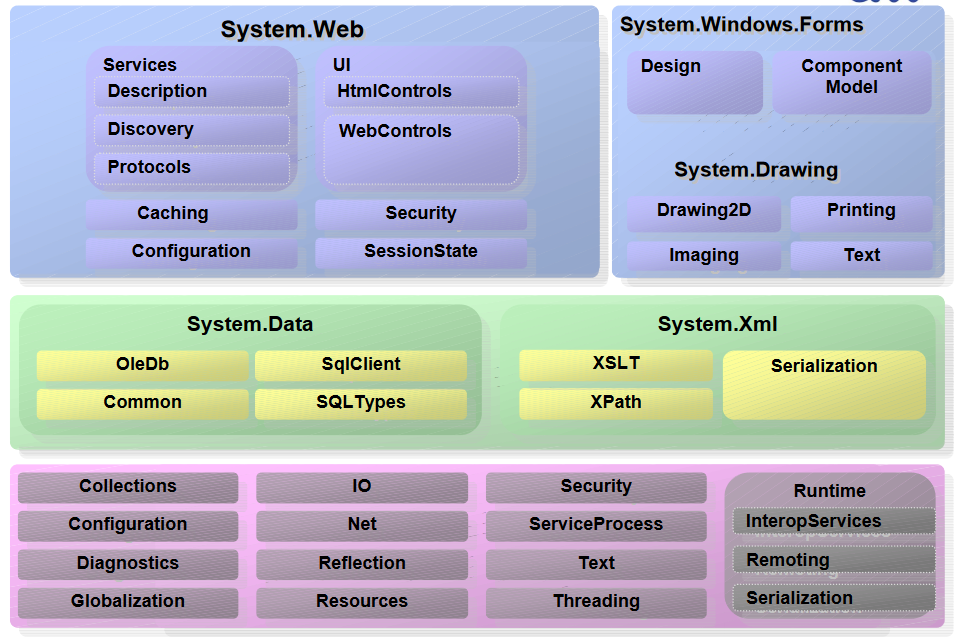 System.Web
Services
Description
Discovery
Protocols
UI
HtmlControls
WebControls
Caching
Security
Configuration
SessionState
System.Windows.Forms
Design
Component
Model
System.Drawing
Drawing2D
Printing
Imaging
Text
System.Data
OleDb
SqlClient
Common
SQLTypes
System.Xml
XSLT
Serialization
XPath
Collections
IO
Security
Configuration
Net
ServiceProcess
Diagnostics
Reflection
Text
Globalization
Resources
Threading
Runtime
InteropServices
Remoting
Serialization